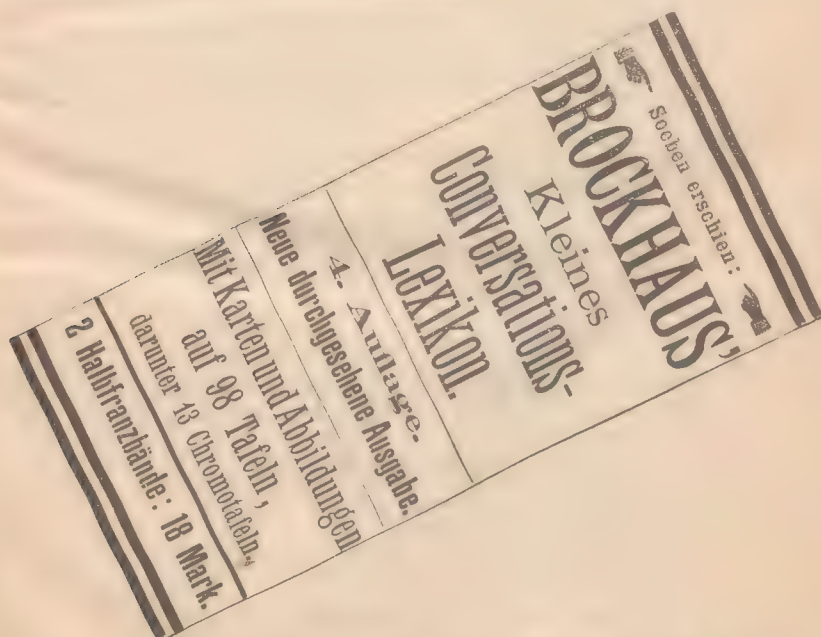 Soeben erschien:
BROCKHAUS'
Kleines
Conversations-
Lexikon.
4. Auflage.
Neue durchgesehene Ausgabe.
Mit Karten und Abbildungen
auf 98 Tafeln,
darunter 13 Chromotafeln.
2 Halbfranzbände: 18 Mark.